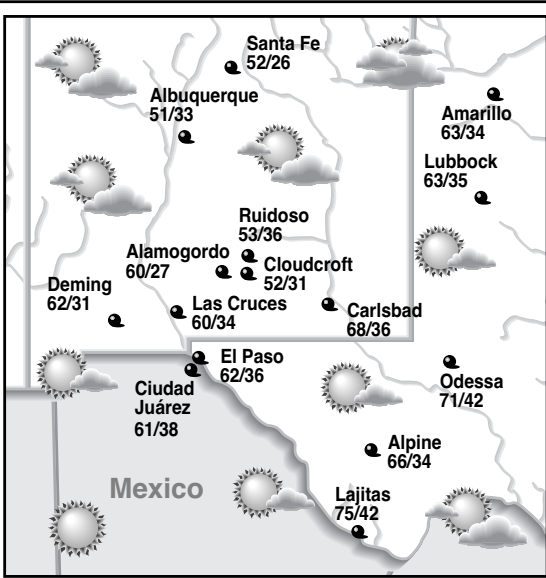 Santa Fe
52/26
Albuquerque
51/33
Amarillo
63/34
Lubbock
63/35
Ruidoso
53/36
Alamogordo
60/27
Cloudcroft
52/31
Deming
62/31
Las Cruces
60/34
Carlsbad
68/36
El Paso
62/36
Ciudad
Juárez
61/38
Odessa
71/42
Alpine
66/34
Mexico
Lajitas
75/42